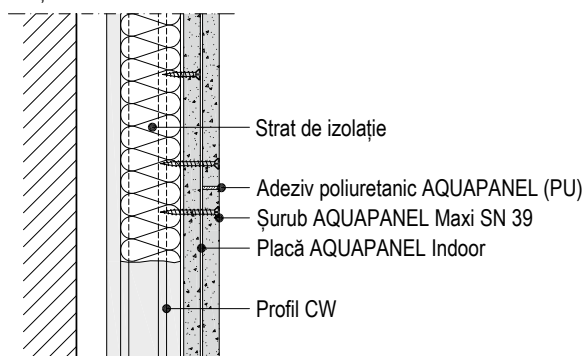 Strat de izolație
Adeziv poliuretanic AQUAPANEL (PU)
Șurub AQUAPANEL Maxi SN 39
Placă AQUAPANEL Indoor
Profil CW